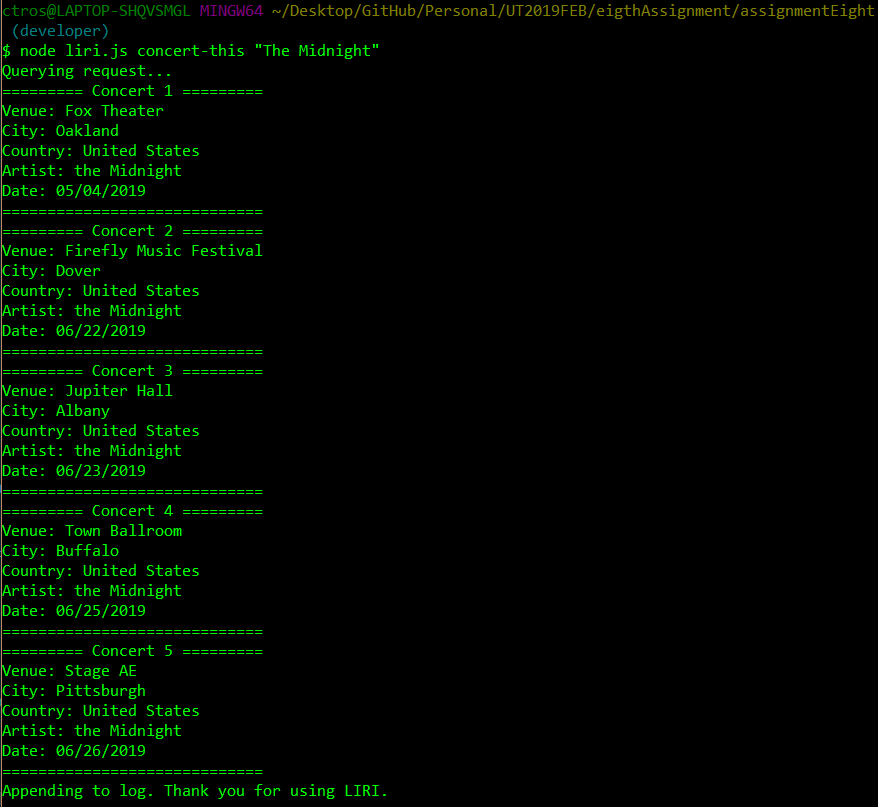 ctros@LAPTOP-SHQVSMGL MINGW64 ~/Desktop/GitHub/Personal/UT2019FEB/eigthAssignment/assignmentEight
(developer)
$ node liri.js concert-this "The Midnight"
Querying request...
========= Concert 1 =========
Venue: Fox Theater
City: Oakland
Country: United States
Artist: the Midnight
Date: 05/04/2019
=============================
========= Concert 2 =========
Venue: Firefly Music Festival
City: Dover
Country: United States
Artist: the Midnight
Date: 06/22/2019
=============================
========= Concert 3 =========
Venue: Jupiter Hall
City: Albany
Country: United States
Artist: the Midnight
Date: 06/23/2019
=============================
========= Concert 4 =========
Venue: Town Ballroom
City: Buffalo
Country: United States
Artist: the Midnight
Date: 06/25/2019
=============================
========= Concert 5 =========
Venue: Stage AE
City: Pittsburgh
Country: United States
Artist: the Midnight
Date: 06/26/2019
=============================
Appending to log. Thank you for using LIRI.